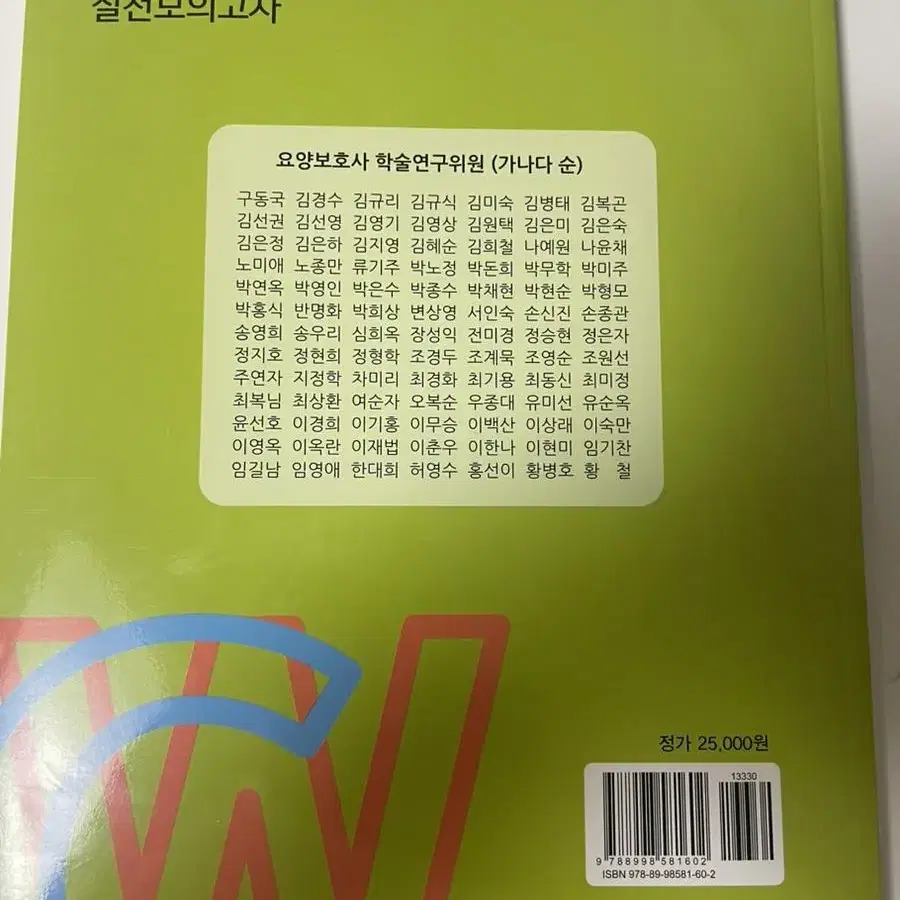 실전모의고사
요양보호사 학술연구위원 (가나다 순)
구동국 김경수 김규리 김규식 김미숙 김병태 김복곤
김선권 김선영 김영기 김영상 김원택 김은미 김은숙
김은정 김은하 김지영 김혜순 김희철 나예원 나윤채
노미애 노종만 류기주 박노정 박돈희 박무학 박미주
박연옥 박영인 박은수 박종수 박채현 박현순 박형모
박홍식 반명화 박희상 변상영 서인숙 손신진 손종관
송영희 송우리 심희옥 장성익 전미경 정승현 정은자
정지호 정현희 정형학 조경두 조계묵 조영순 조원선
주연자 지정학 차미리 최경화 최기용 최동신 최미정
최복님 최상환 여순자 오복순 우종대 유미선 유순옥
윤선호 이경희 이기홍 이무승 이백산 이상래 이숙만
이영옥 이옥란 이재법 이춘우 이한나 이현미 임기찬
임길남 임영애 한대희 허영수 홍선이 황병호 황 철
정가 25,000원
13330
9 788998 581602
ISBN 978-89-98581-60-2